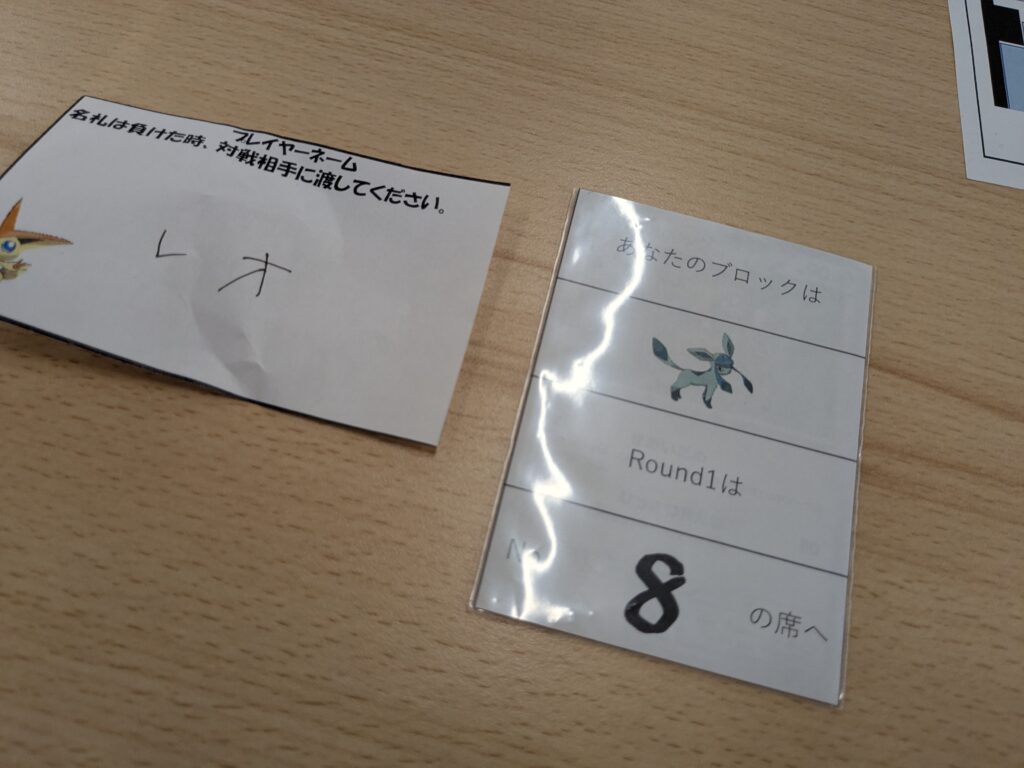 プレイヤーネーム
名札は負けた時、対戦相手に渡してください。
レオ
あなたのブロックは
Round1は
8
の席へ